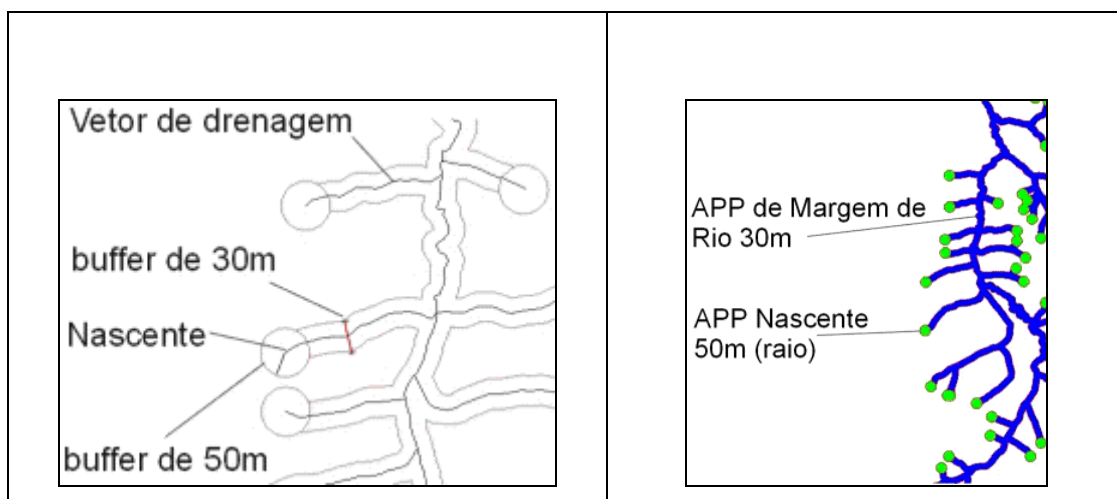 Vetor de drenagem
buffer de 30m
Nascente
buffer de 50m
APP de Margem de
Rio 30m
APP Nascente
50m (raio)